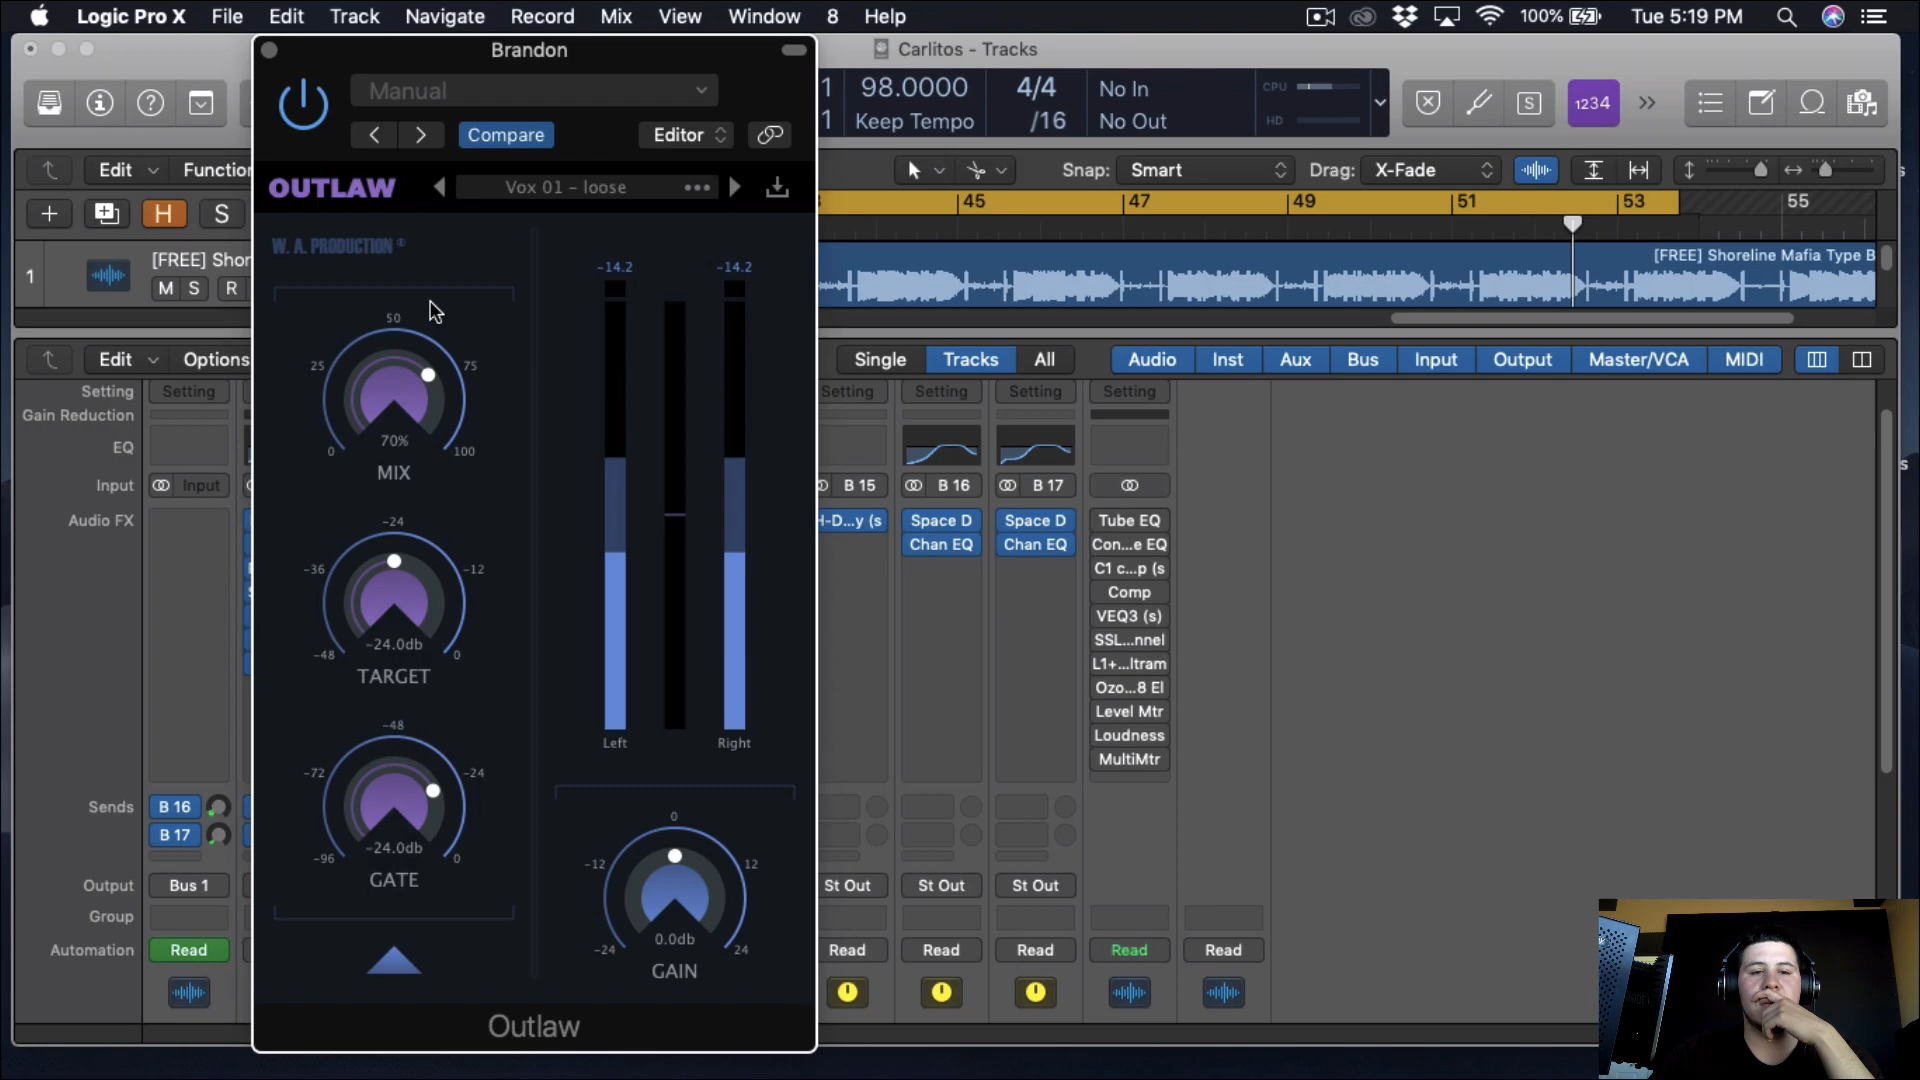 Logic Pro X File Edit Track Navigate Record Mix View Window 8 Help 100% Tue 5:19 PM
Brandon
Carlitos - Tracks
Manual
1 98.0000 4/4 No In CPU
1 Keep Tempo /16 No Out HD
1234
Compare Editor
Edit Function Snap: Smart Drag: X-Fade
OUTLAW Vox 01 – loose
H S 45 47 49 51 53 55
W. A. PRODUCTION ®
1 [FREE] Shor [FREE] Shoreline Mafia Type B
M S R
-14.2 -14.2
Edit Options Single Tracks All Audio Inst Aux Bus Input Output Master/VCA MIDI
50
25 75
70%
0 100
MIX
Setting Setting Setting Setting Setting Setting
Gain Reduction
EQ
Input Input B 15 B 16 B 17
Audio FX H-D...y (s Space D Space D Tube EQ
Chan EQ Chan EQ Con...e EQ
C1 c...p (s
Comp
VEQ3 (s)
SSL...nnel
L1+...ltram
Ozo...8 El
Level Mtr
Loudness
MultiMtr
-24
-36 -12
-24.0db
-48 0
TARGET
Left Right
-48
-72 -24
-24.0db
-96 0
GATE
0
-12 12
0.0db
-24 24
GAIN
Sends B 16
B 17
Output Bus 1 St Out St Out St Out
Group
Automation Read Read Read Read Read Read
Outlaw